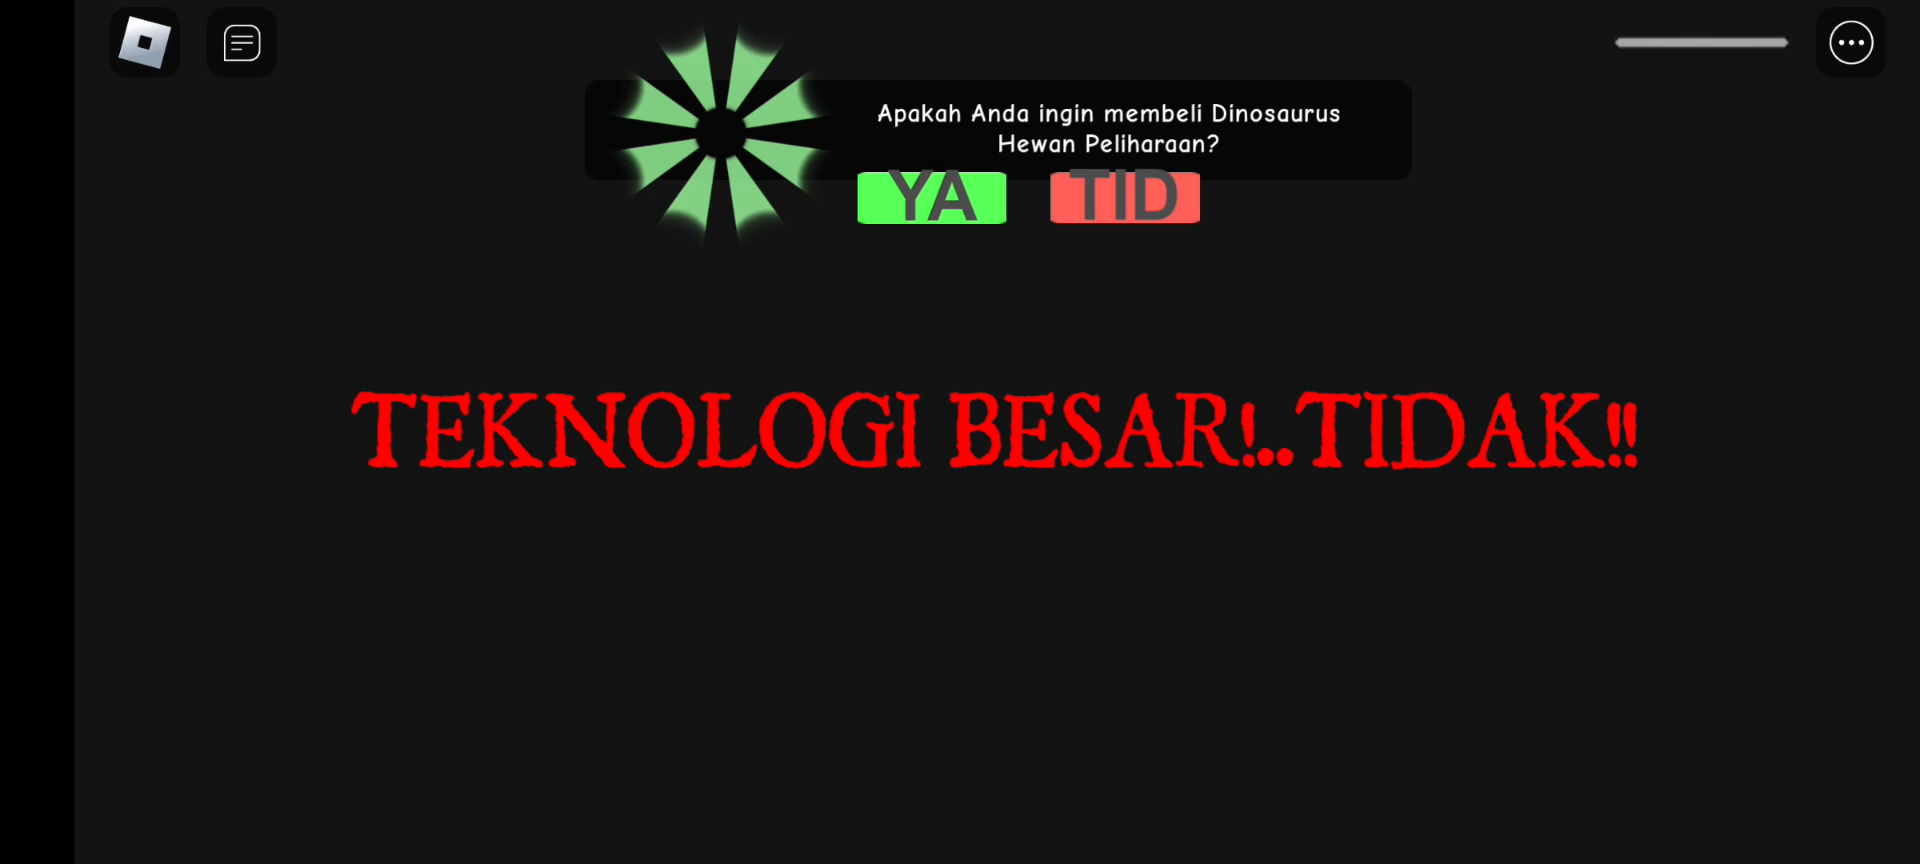 Apakah Anda ingin membeli Dinosaurus
Hewan Peliharaan?
YA
TID
TEKNOLOGI BESAR!..TIDAK!!